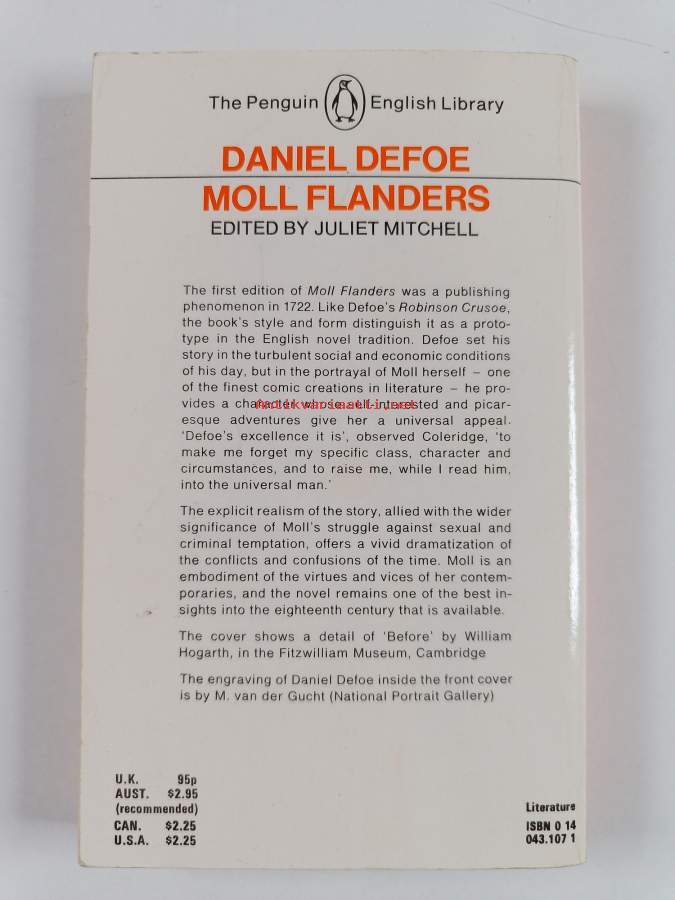 The Penguin English Library
DANIEL DEFOE
MOLL FLANDERS
EDITED BY JULIET MITCHELL
The first edition of Moll Flanders was a publishing
phenomenon in 1722. Like Defoe's Robinson Crusoe,
the book's style and form distinguish it as a proto-
type in the English novel tradition. Defoe set his
story in the turbulent social and economic conditions
of his day, but in the portrayal of Moll herself – one
of the finest comic creations in literature – he pro-
vides a character whose self-interested and picar-
Antikvariaatti.net
esque adventures give her a universal appeal.
'Defoe's excellence it is', observed Coleridge, 'to
make me forget my specific class, character and
circumstances, and to raise me, while I read him,
into the universal man.'
The explicit realism of the story, allied with the wider
significance of Moll's struggle against sexual and
criminal temptation, offers a vivid dramatization of
the conflicts and confusions of the time. Moll is an
embodiment of the virtues and vices of her contem-
poraries, and the novel remains one of the best in-
sights into the eighteenth century that is available.
The cover shows a detail of 'Before' by William
Hogarth, in the Fitzwilliam Museum, Cambridge
The engraving of Daniel Defoe inside the front cover
is by M. van der Gucht (National Portrait Gallery)
U.K. 95p
AUST. $2.95
(recommended)
CAN. $2.25
U.S.A. $2.25
Literature
ISBN 0 14
043.107 1